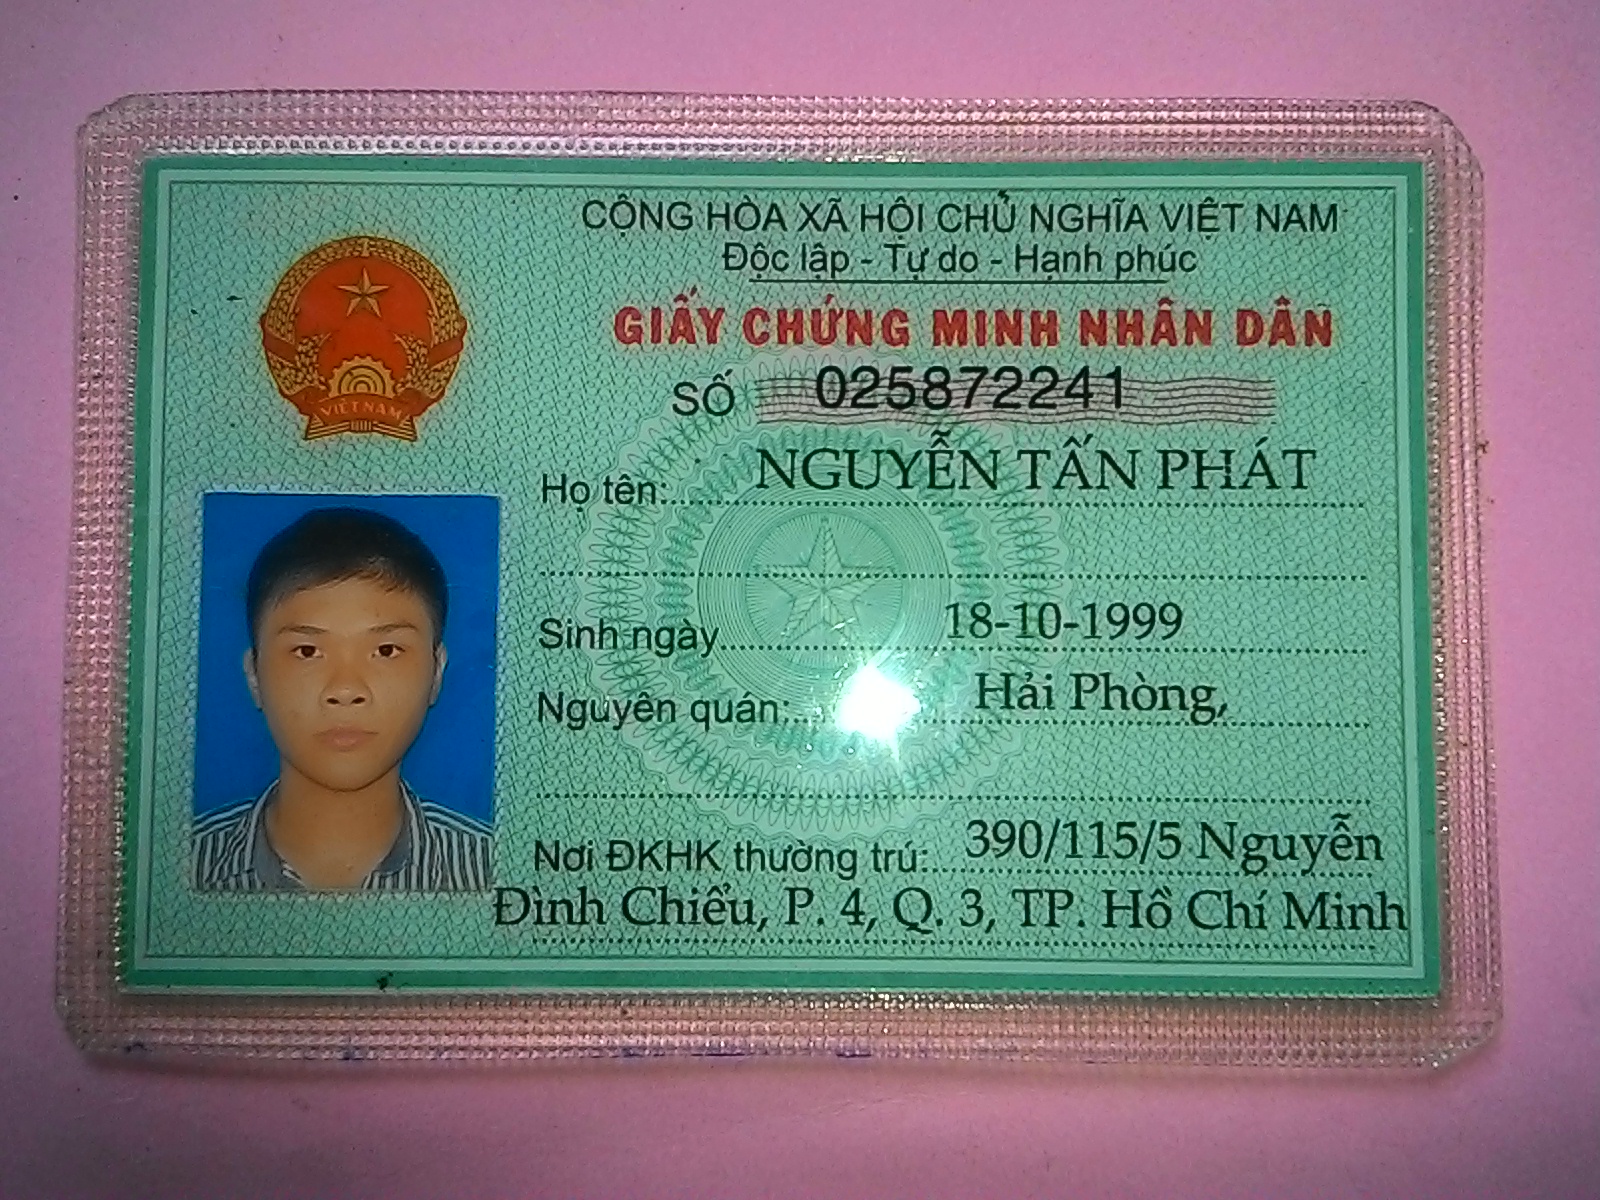 CỘNG HÒA XÃ HỘI CHỦ NGHĨA VIỆT NAM
Độc lập - Tự do - Hạnh phúc
GIẤY CHỨNG MINH NHÂN DÂN
SỐ 025872241
Họ tên: NGUYỄN TẤN PHÁT
Sinh ngày 18-10-1999
Nguyên quán: Hải Phòng,
Nơi ĐKHK thường trú: 390/115/5 Nguyễn
Đình Chiểu, P. 4, Q. 3, TP. Hồ Chí Minh
VIỆT NAM